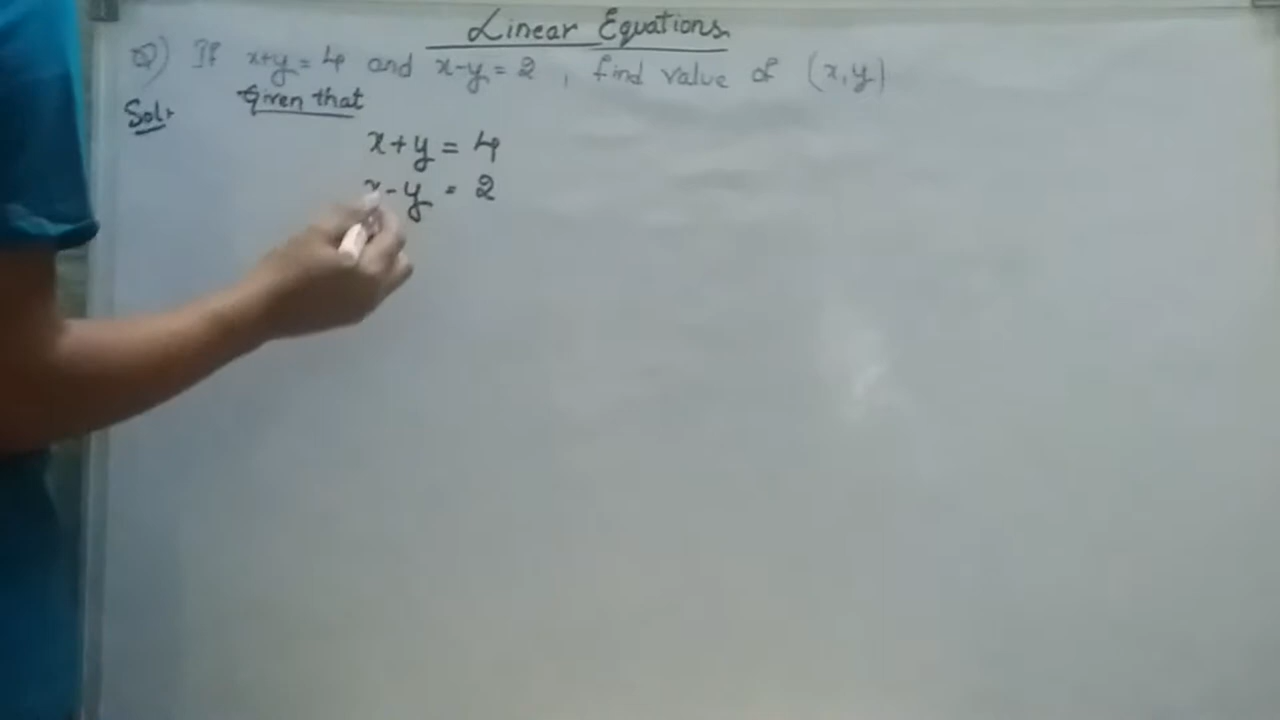 Linear Equations
Q) If x+y=4 and x-y=2, find value of (x,y)
Sol:
Given that
x+y=4
x-y=2